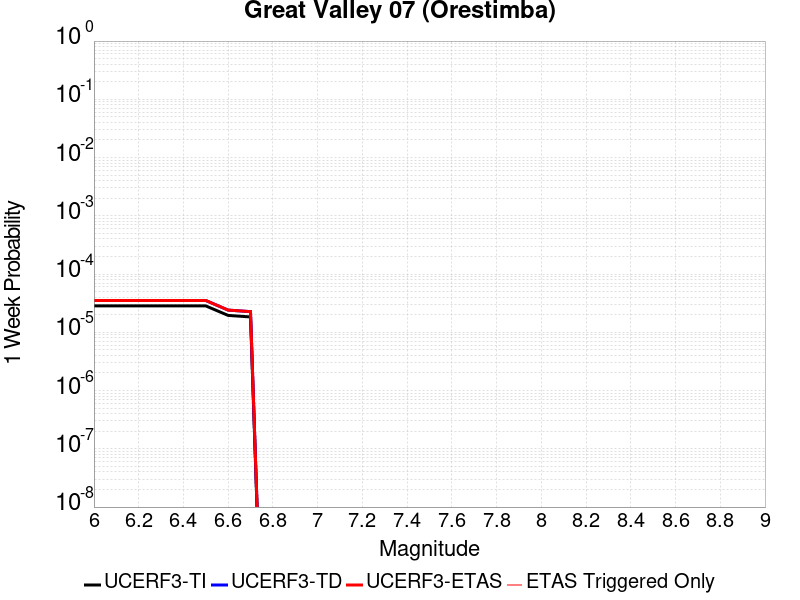 Great Valley 07 (Orestimba)
1 Week Probability
10^0
10^-1
10^-2
10^-3
10^-4
10^-5
10^-6
10^-7
10^-8
6 6.2 6.4 6.6 6.8 7 7.2 7.4 7.6 7.8 8 8.2 8.4 8.6 8.8 9
Magnitude
UCERF3-TI UCERF3-TD UCERF3-ETAS ETAS Triggered Only